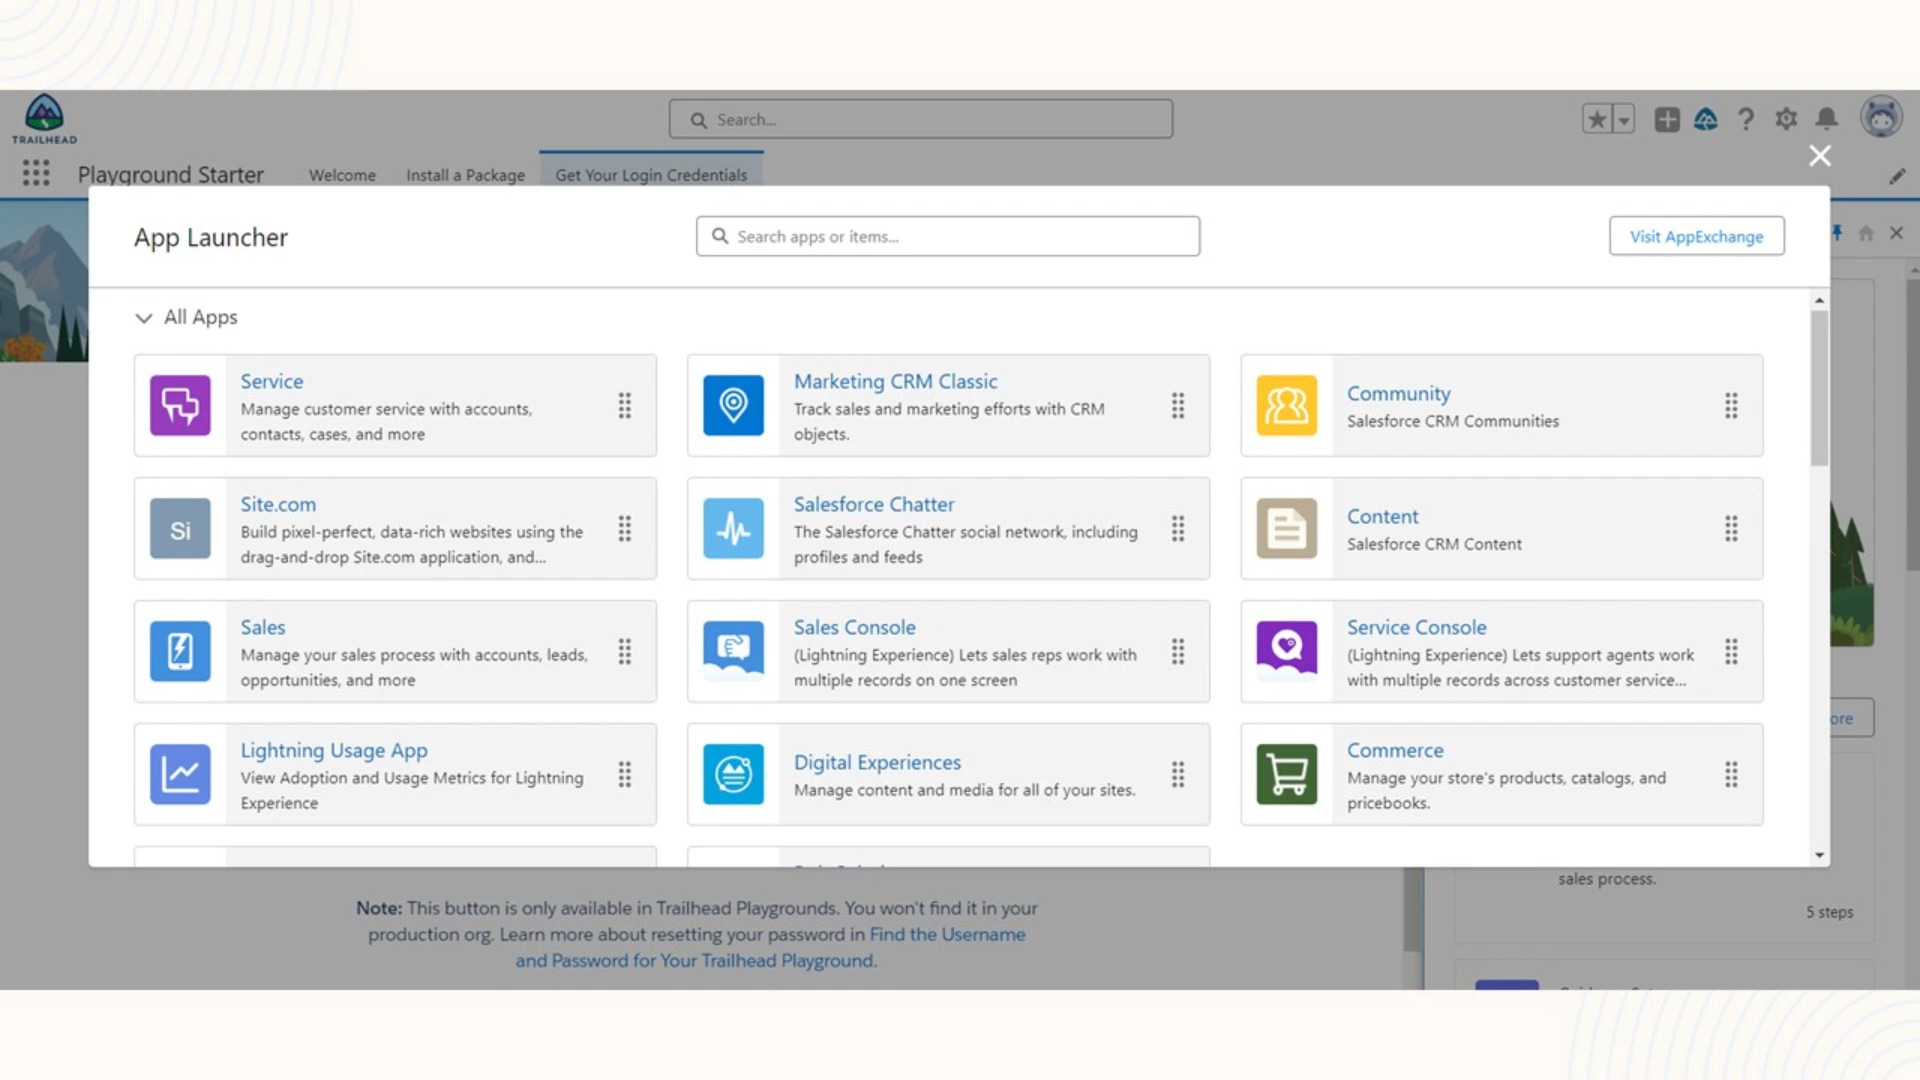 TRAILHEAD
Search...
Playground Starter
Welcome
Install a Package
Get Your Login Credentials
App Launcher
Search apps or items...
Visit AppExchange
All Apps
Service
Manage customer service with accounts,
contacts, cases, and more
Marketing CRM Classic
Track sales and marketing efforts with CRM
objects.
Community
Salesforce CRM Communities
Site.com
Build pixel-perfect, data-rich websites using the
drag-and-drop Site.com application, and...
Salesforce Chatter
The Salesforce Chatter social network, including
profiles and feeds
Content
Salesforce CRM Content
Sales
Manage your sales process with accounts, leads,
opportunities, and more
Sales Console
(Lightning Experience) Lets sales reps work with
multiple records on one screen
Service Console
(Lightning Experience) Lets support agents work
with multiple records across customer service...
Lightning Usage App
View Adoption and Usage Metrics for Lightning
Experience
Digital Experiences
Manage content and media for all of your sites.
Commerce
Manage your store's products, catalogs, and
pricebooks.
Si
ore
sales process.
5 steps
Note: This button is only available in Trailhead Playgrounds. You won't find it in your
production org. Learn more about resetting your password in Find the Username
and Password for Your Trailhead Playground.